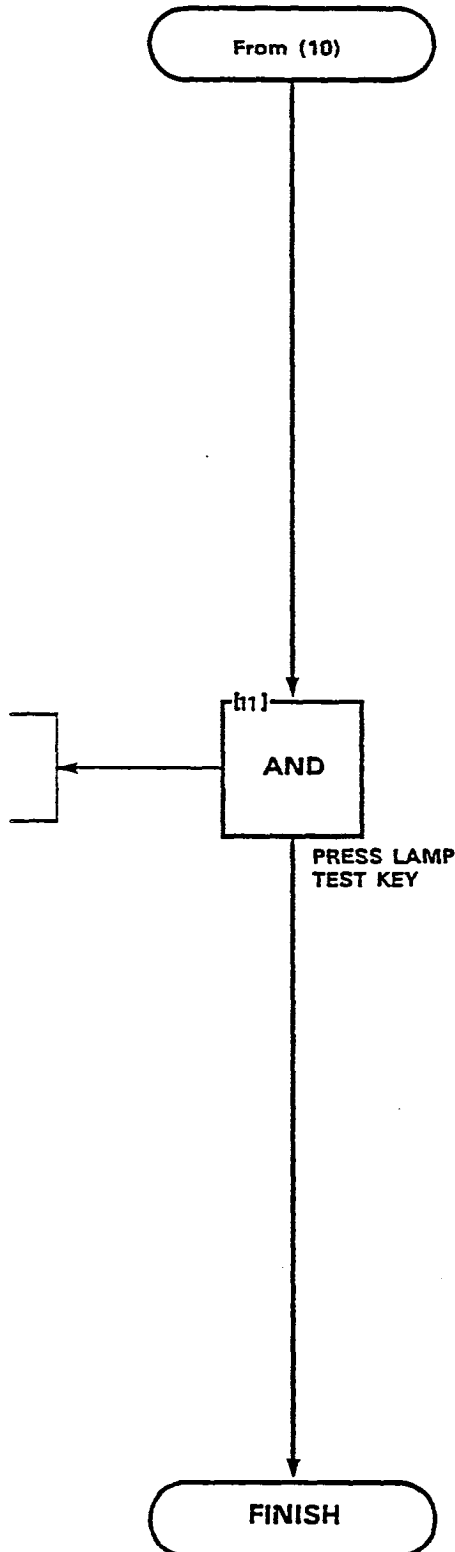 From (10)
[11]
AND
PRESS LAMP
TEST KEY
FINISH